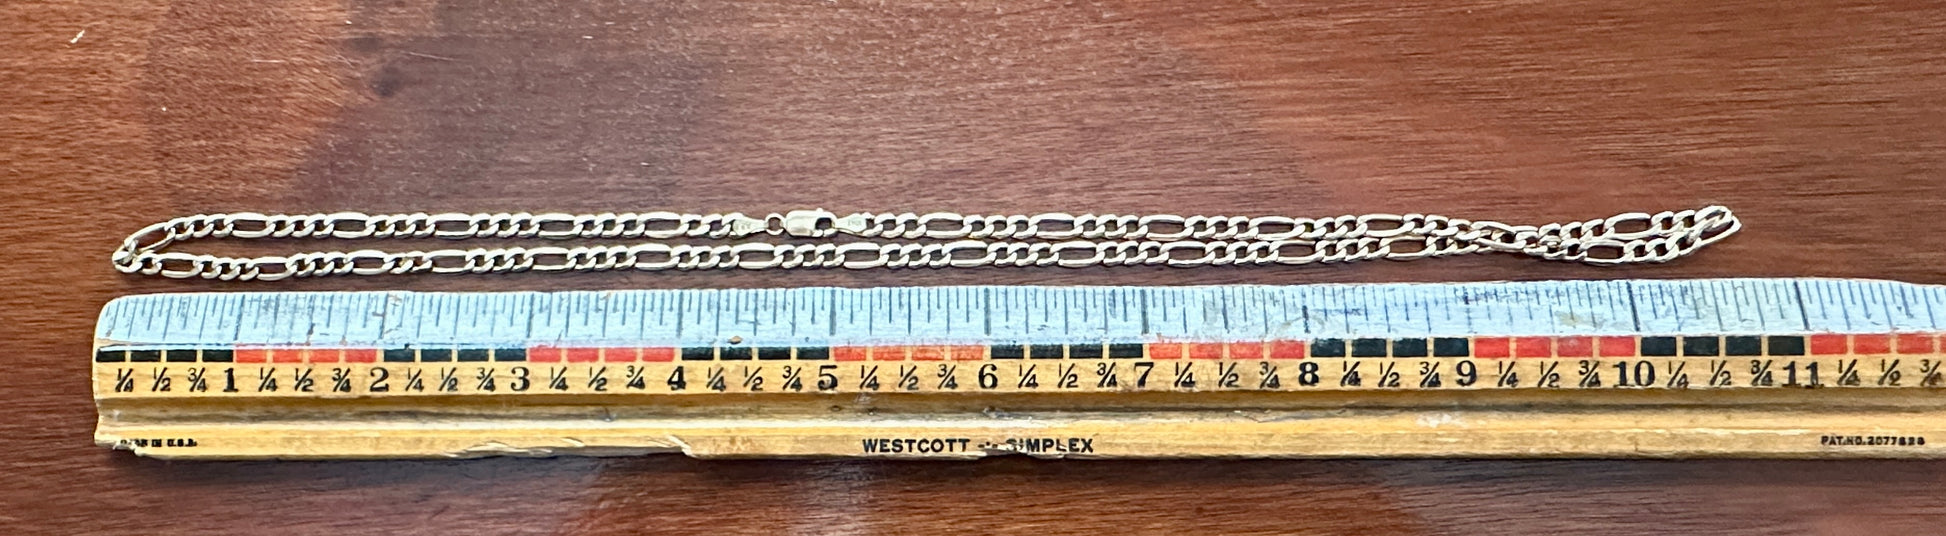 ¼ ½ ¾ 1 ¼ ½ ¾ 2 ¼ ½ ¾ 3 ¼ ½ ¾ 4 ¼ ½ ¾ 5 ¼ ½ ¾ 6 ¼ ½ ¾ 7 ¼ ½ ¾ 8 ¼ ½ ¾ 9 ¼ ½ ¾ 10 ¼ ½ ¾ 11 ¼ ½ ¾
IN U.S.A. WESTCOTT SIMPLEX PAT.NO.2077828